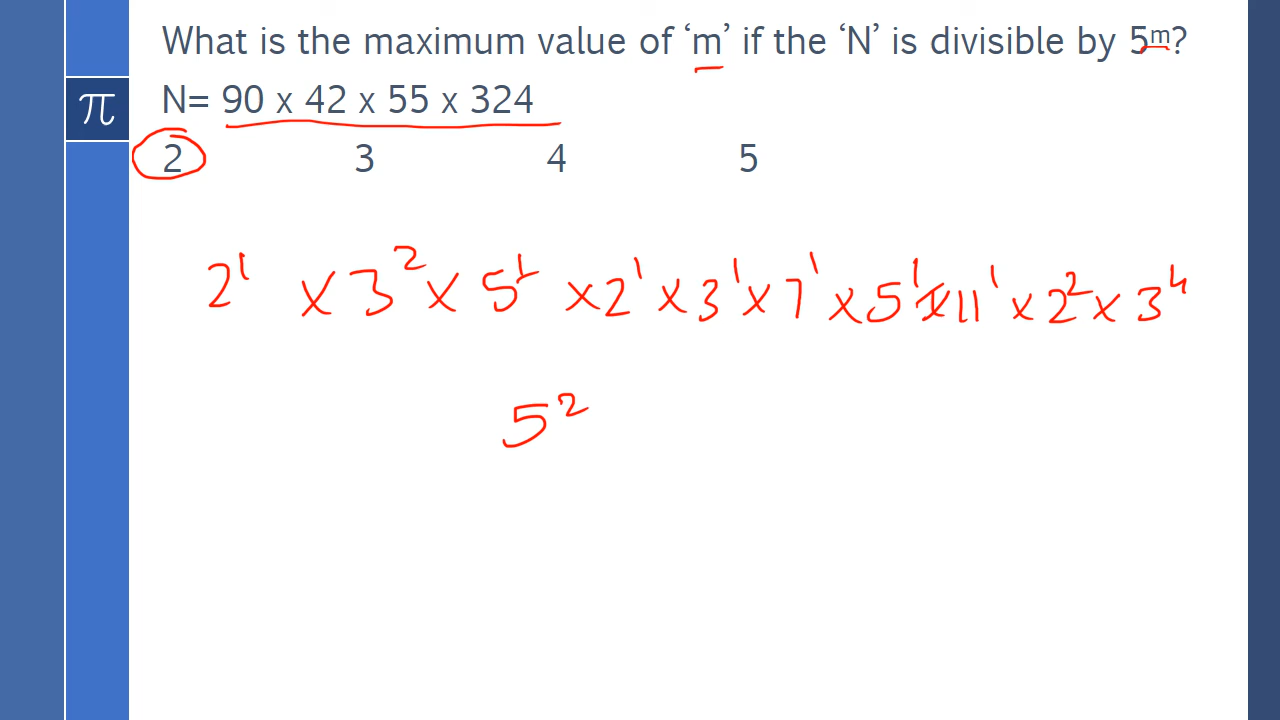 What is the maximum value of ‘m’ if the ‘N’ is divisible by 5ᵐ?
π
N= 90 x 42 x 55 x 324
2 3 4 5
2¹ × 3² × 5¹ × 2¹ × 3¹ × 7¹ × 5¹ × 11¹ × 2² × 3⁴
5²